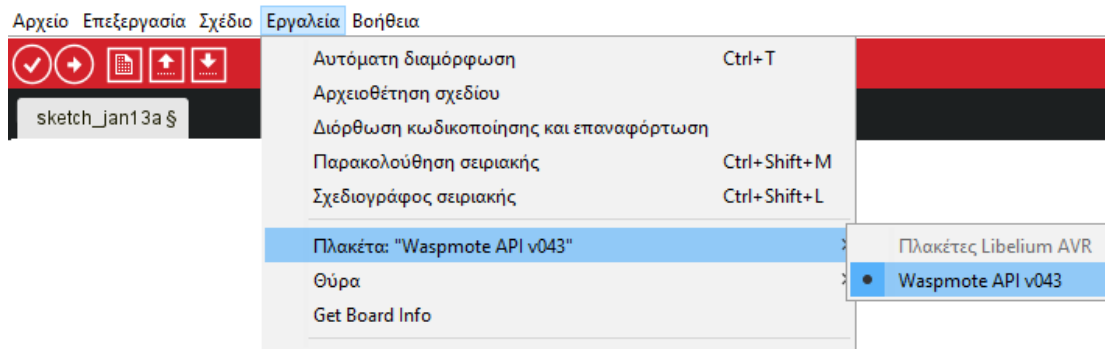 Αρχείο Επεξεργασία Σχέδιο Εργαλεία Βοήθεια
sketch_jan13a §
Αυτόματη διαμόρφωση Ctrl+T
Αρχειοθέτηση σχεδίου
Διόρθωση κωδικοποίησης και επαναφόρτωση
Παρακολούθηση σειριακής Ctrl+Shift+M
Σχεδιογράφος σειριακής Ctrl+Shift+L
Πλακέτα: "Waspmote API v043"
Θύρα
Get Board Info
Πλακέτες Libelium AVR
Waspmote API v043